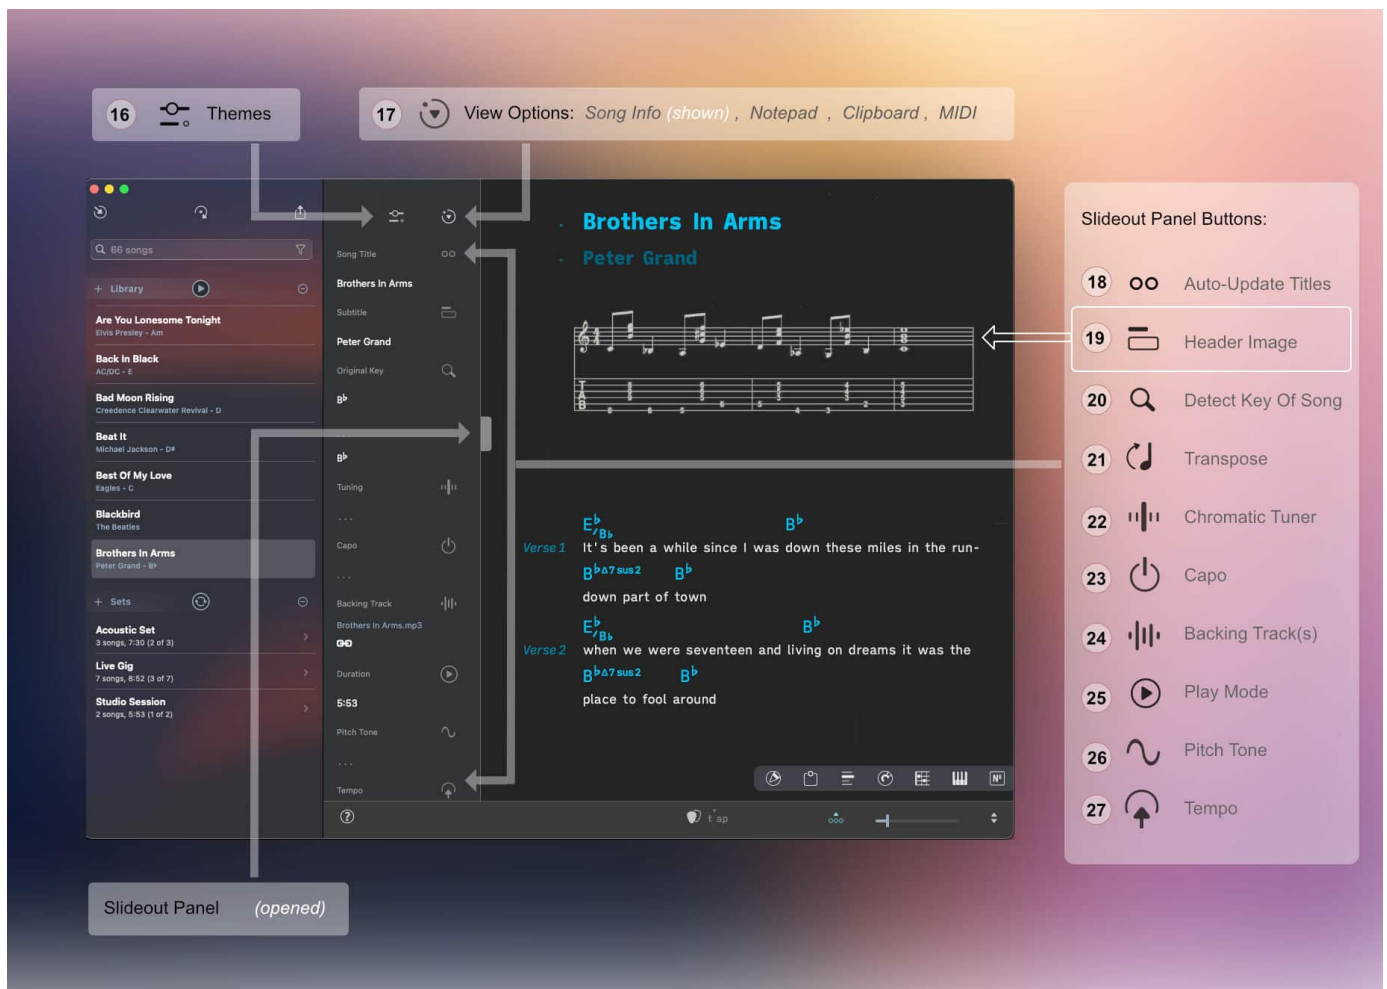 16 Themes
17 View Options: Song Info (shown) , Notepad , Clipboard , MIDI
66 songs
+ Library
Are You Lonesome Tonight
Elvis Presley - Am
Back In Black
AC/DC - E
Bad Moon Rising
Creedence Clearwater Revival - D
Beat It
Michael Jackson - D#
Best Of My Love
Eagles - C
Blackbird
The Beatles
Brothers In Arms
Peter Grand - B♭
+ Sets
Acoustic Set
3 songs, 7:30 (2 of 3)
Live Gig
7 songs, 8:52 (3 of 7)
Studio Session
2 songs, 5:53 (1 of 2)
Song Title
Brothers In Arms
Subtitle
Peter Grand
Original Key
B♭
...
B♭
Tuning
...
Capo
...
Backing Track
Brothers In Arms.mp3
Duration
5:53
Pitch Tone
...
Tempo
Brothers In Arms
Peter Grand
T
A
B
E♭/B♭ B♭
Verse 1 It's been a while since I was down these miles in the run-
B♭Δ7sus2 B♭
down part of town
E♭/B♭ B♭
Verse 2 when we were seventeen and living on dreams it was the
B♭Δ7sus2 B♭
place to fool around
t'ap
Slideout Panel Buttons:
18 Auto-Update Titles
19 Header Image
20 Detect Key Of Song
21 Transpose
22 Chromatic Tuner
23 Capo
24 Backing Track(s)
25 Play Mode
26 Pitch Tone
27 Tempo
Slideout Panel (opened)